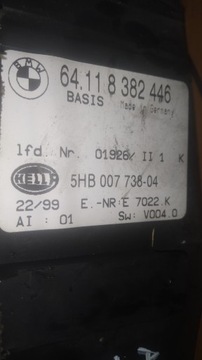 BMW
64.11 8 382 446
BASIS Made in Germany
lfd. Nr. 01926/ II 1 K
HELLA 5HB 007 738-04
22/99 E.-NR:E 7022.K
AI : 01 SW: V004.0